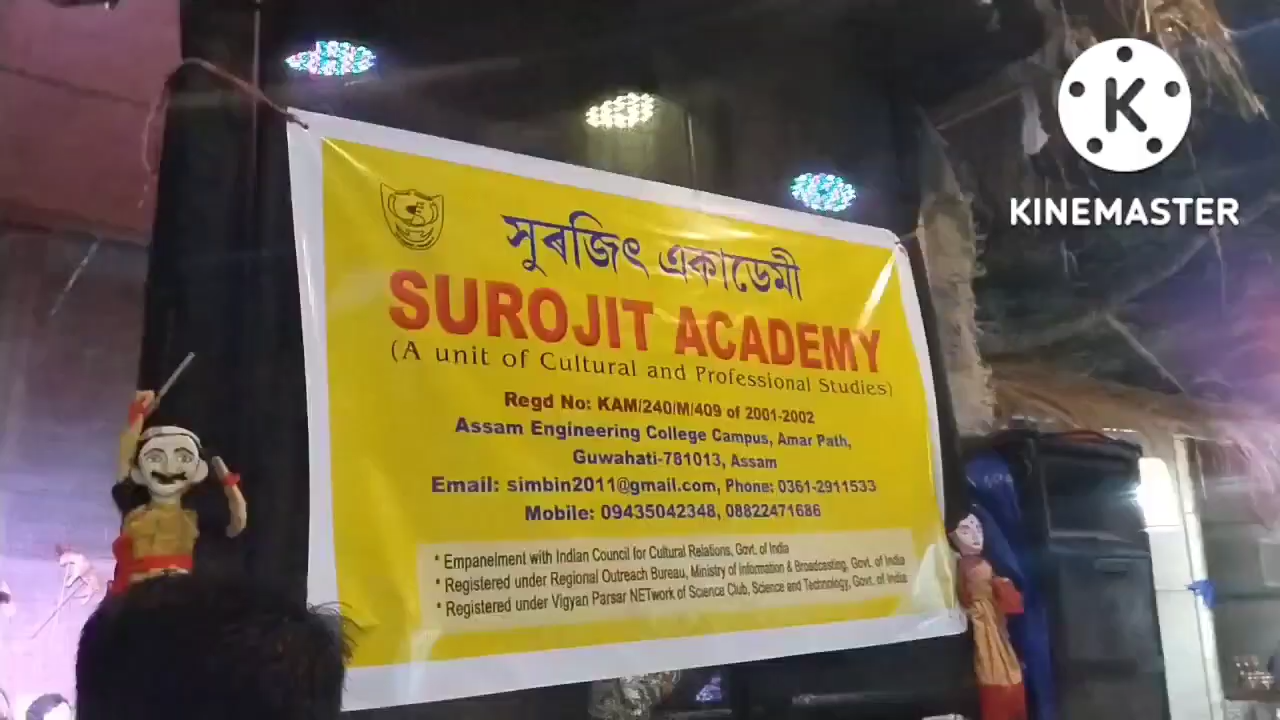 সুৰজিৎ একাডেমী
SUROJIT ACADEMY
(A unit of Cultural and Professional Studies)
Regd No: KAM/240/M/409 of 2001-2002
Assam Engineering College Campus, Amar Path,
Guwahati-781013, Assam
Email: simbin2011@gmail.com, Phone: 0361-2911533
Mobile: 09435042348, 08822471686
* Empanelment with Indian Council for Cultural Relations, Govt. of India
* Registered under Regional Outreach Bureau, Ministry of Information & Broadcasting, Govt. of India
* Registered under Vigyan Parsar NETwork of Science Club, Science and Technology, Govt. of India
K
KINEMASTER